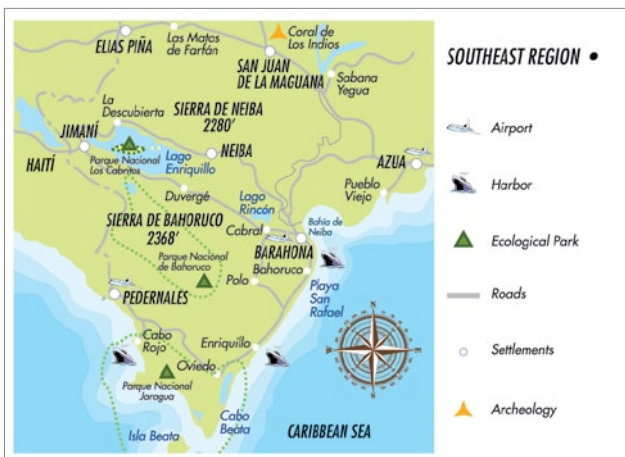 ELIAS PIÑA
Las Matas
de Farfán
Coral de
Los Indios
SAN JUAN
DE LA MAGUANA
Sabana
Yegua
La
Descubierta
SIERRA DE NEIBA
2280'
JIMANÍ
HAITÍ
Parque Nacional
Los Cabritos
Lago
Enriquillo
NEIBA
AZUA
Pueblo
Viejo
Duvergé
Lago
Rincón
SIERRA DE BAHORUCO
2368'
Cabral
Bahía de
Neiba
BARAHONA
Bahoruco
Parque Nacional
de Bahoruco
Polo
Playa
San
Rafael
PEDERNALES
Cabo
Rojo
Enriquillo
Oviedo
Parque Nacional
Jaragua
Cabo
Beata
Isla Beata
CARIBBEAN SEA
N
SOUTHEAST REGION •
Airport
Harbor
Ecological Park
Roads
Settlements
Archeology